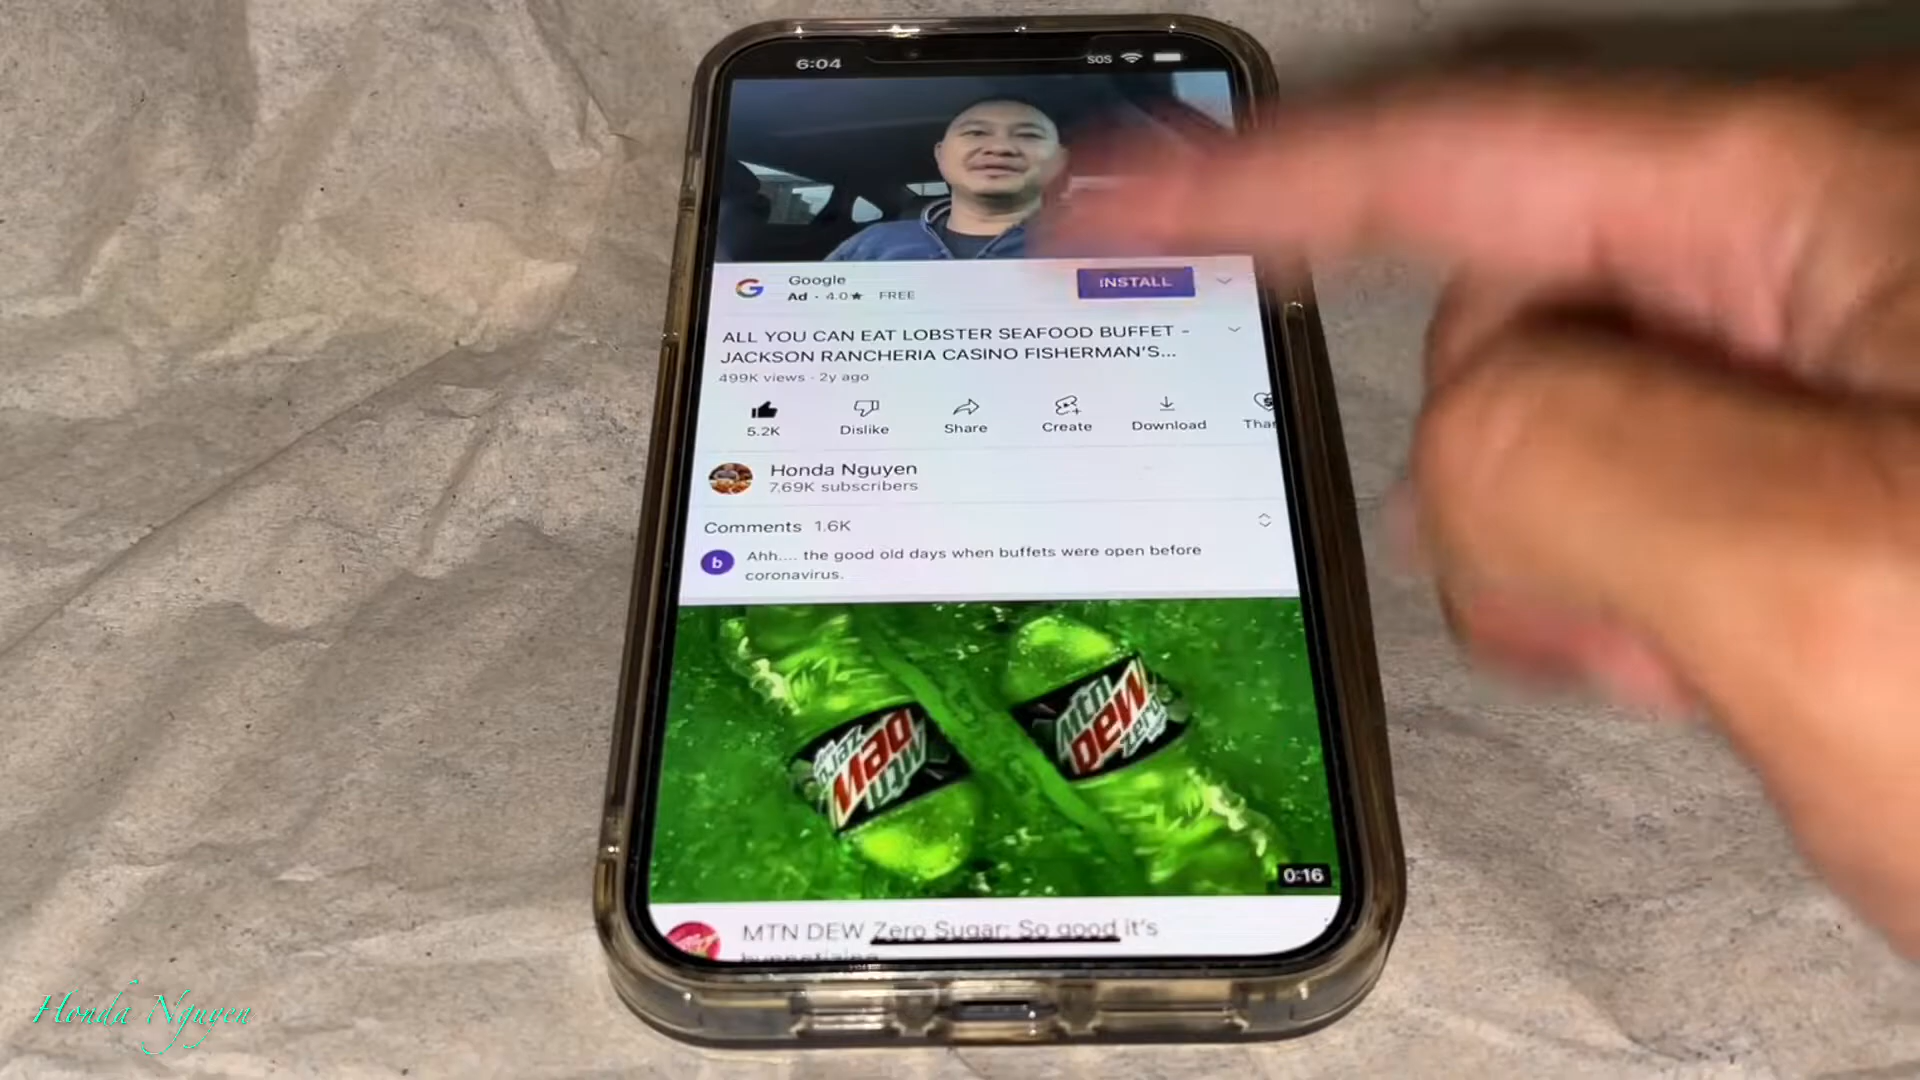 6:04
SOS
Google
INSTALL
Ad · 4.0★ FREE
ALL YOU CAN EAT LOBSTER SEAFOOD BUFFET -
JACKSON RANCHERIA CASINO FISHERMAN'S...
499K views · 2y ago
5.2K
Dislike
Share
Create
Download
Than
Honda Nguyen
7.69K subscribers
Comments 1.6K
b
Ahh.... the good old days when buffets were open before
coronavirus.
mtn
DEW
zero
mtn
DEW
zero
0:16
MTN DEW Zero Sugar: So good it's
Honda Nguyen